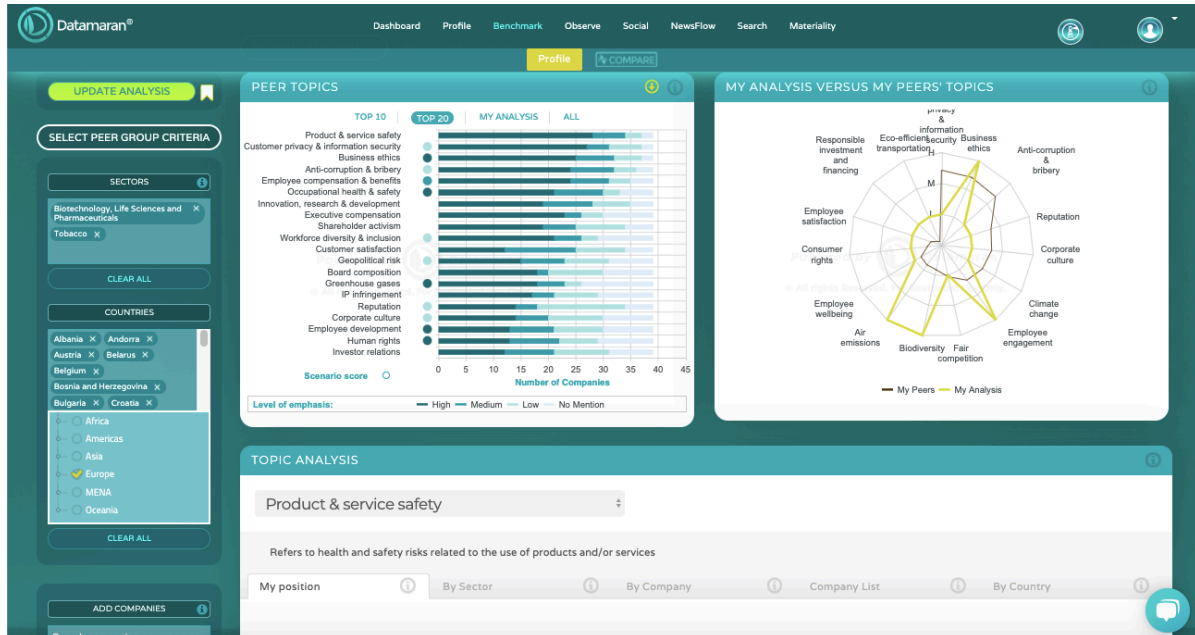 Datamaran®
Dashboard Profile Benchmark Observe Social NewsFlow Search Materiality
Profile COMPARE
UPDATE ANALYSIS
SELECT PEER GROUP CRITERIA
SECTORS
Biotechnology, Life Sciences and
Pharmaceuticals
Tobacco
CLEAR ALL
COUNTRIES
Albania Andorra
Austria Belarus
Belgium
Bosnia and Herzegovina
Bulgaria Croatia
Africa
Americas
Asia
Europe
MENA
Oceania
CLEAR ALL
ADD COMPANIES
PEER TOPICS
TOP 10 TOP 20 MY ANALYSIS ALL
Product & service safety
Customer privacy & information security
Business ethics
Anti-corruption & bribery
Employee compensation & benefits
Occupational health & safety
Innovation, research & development
Executive compensation
Shareholder activism
Workforce diversity & inclusion
Customer satisfaction
Geopolitical risk
Board composition
Greenhouse gases
IP infringement
Reputation
Corporate culture
Employee development
Human rights
Investor relations
0 5 10 15 20 25 30 35 40 45
Scenario score
Number of Companies
Level of emphasis: High Medium Low No Mention
MY ANALYSIS VERSUS MY PEERS' TOPICS
privacy
&
information
security
Business
ethics
Anti-corruption
&
bribery
Reputation
Corporate
culture
Climate
change
Employee
engagement
Fair
competition
Biodiversity
Air
emissions
Employee
wellbeing
Consumer
rights
Employee
satisfaction
Responsible
investment
and
financing
Eco-efficient
transportation
H
M
L
My Peers My Analysis
TOPIC ANALYSIS
Product & service safety
Refers to health and safety risks related to the use of products and/or services
My position By Sector By Company Company List By Country